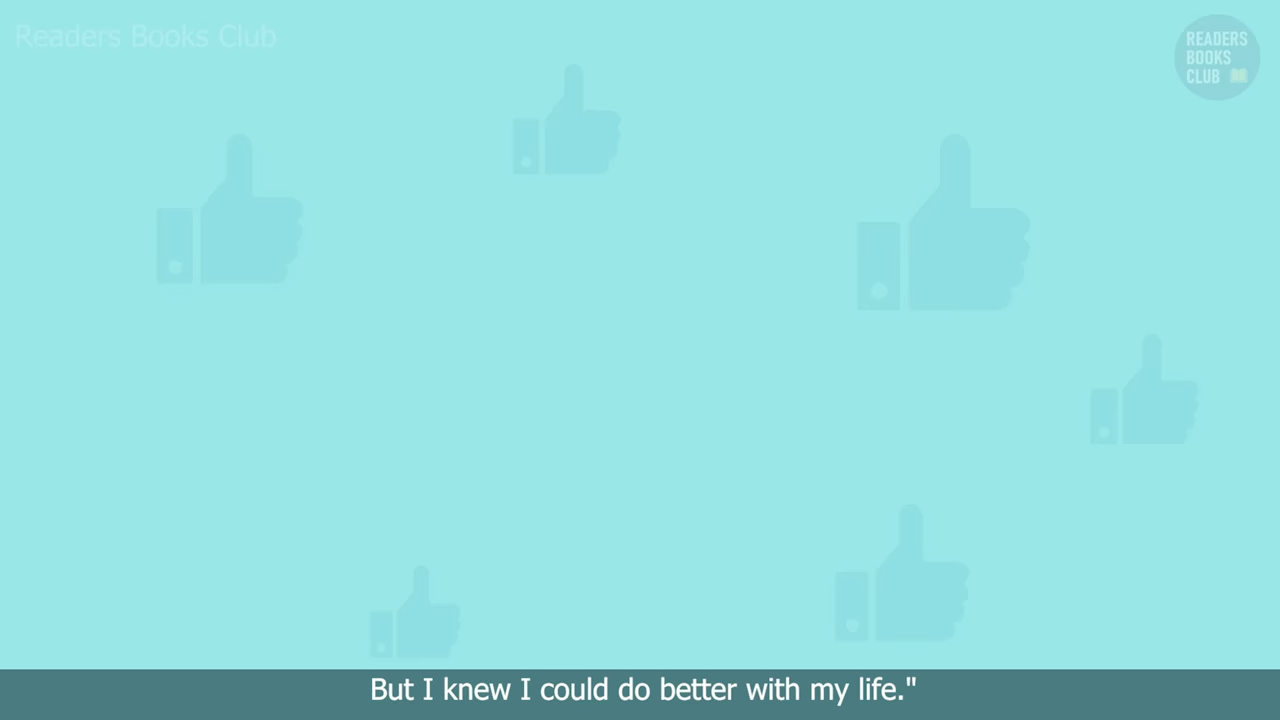 Readers Books Club
READERS
BOOKS
CLUB
But I knew I could do better with my life."